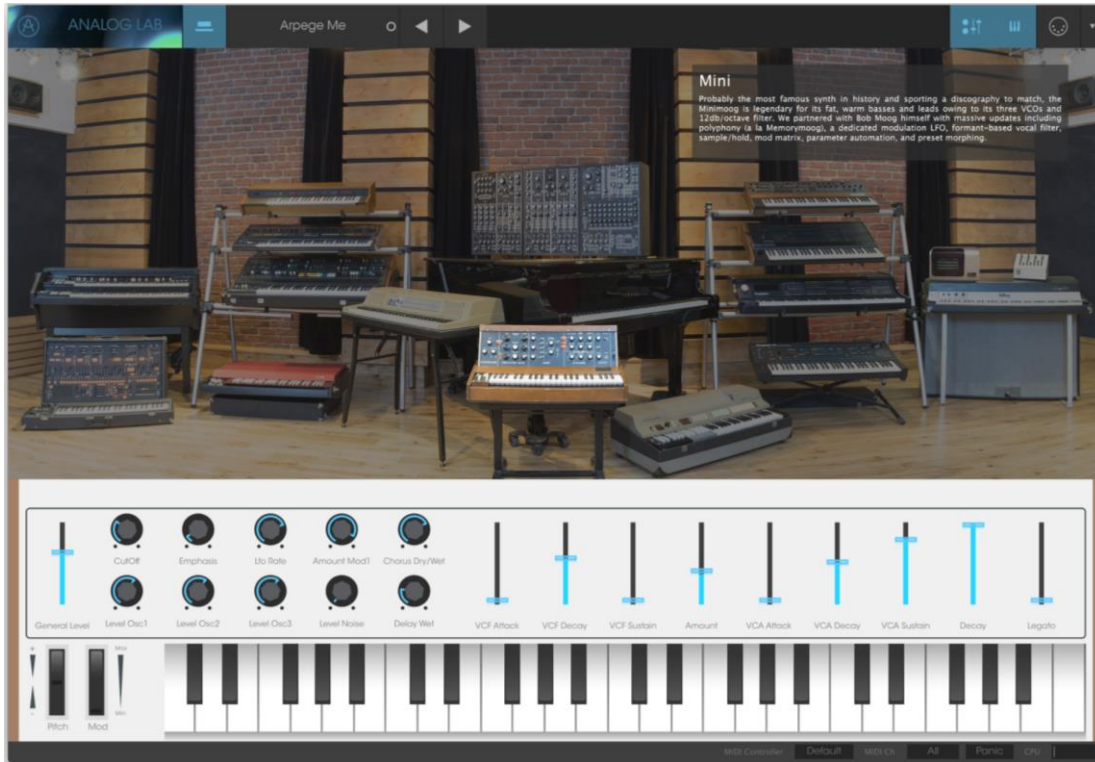 ANALOG LAB
Arpege Me
Mini
Probably the most famous synth in history and sporting a discography to match, the
Minimoog is legendary for its fat, warm basses and leads owing to its three VCOs and
12db/octave filter. We partnered with Bob Moog himself with massive updates including
polyphony (a la Memorymoog), a dedicated modulation LFO, formant-based vocal filter,
sample/hold, mod matrix, parameter automation, and preset morphing.
CutOff Emphasis Lfo Rate Amount Mod1 Chorus Dry/Wet
General Level Level Osc1 Level Osc2 Level Osc3 Level Noise Delay Wet VCF Attack VCF Decay VCF Sustain Amount VCA Attack VCA Decay VCA Sustain Decay Legato
+ Max
- Min
Pitch Mod
MIDI Controller Default MIDI Ch All Panic CPU